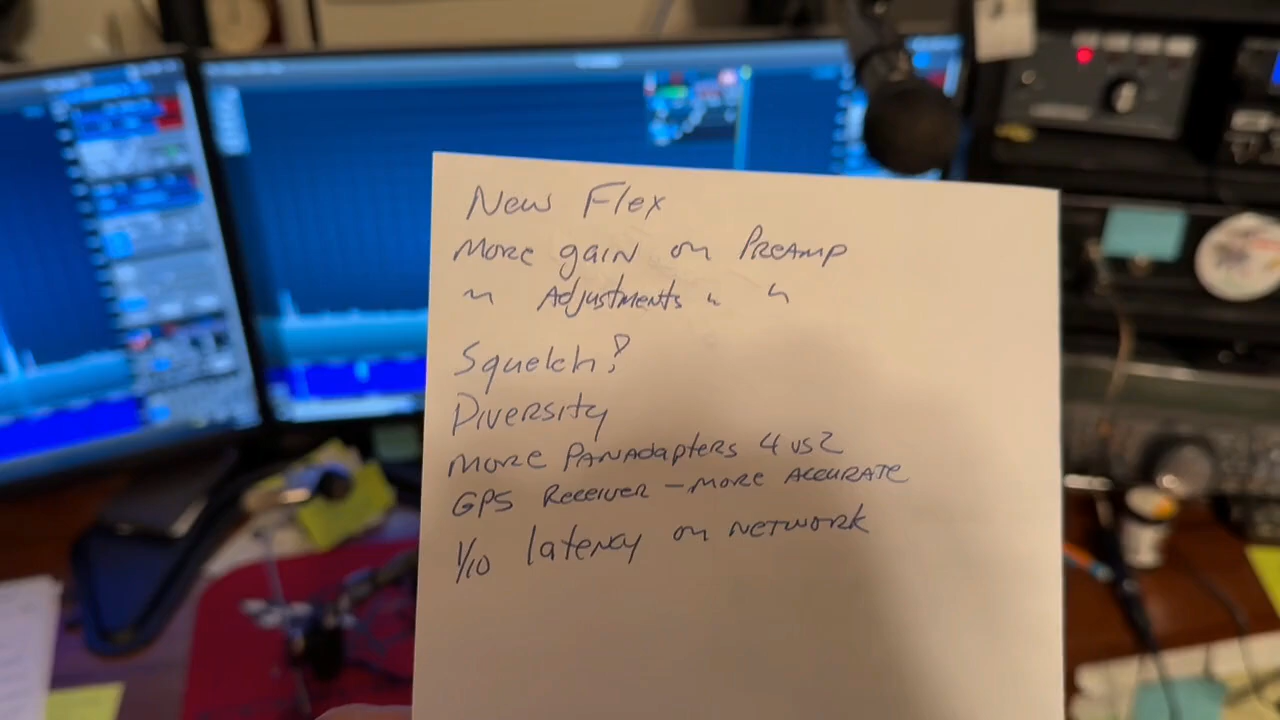 New Flex
More gain on Preamp
" Adjustments " "
Squelch?
Diversity
More Panadapters 4 vs 2
GPS Receiver - More Accurate
1/10 latency on network